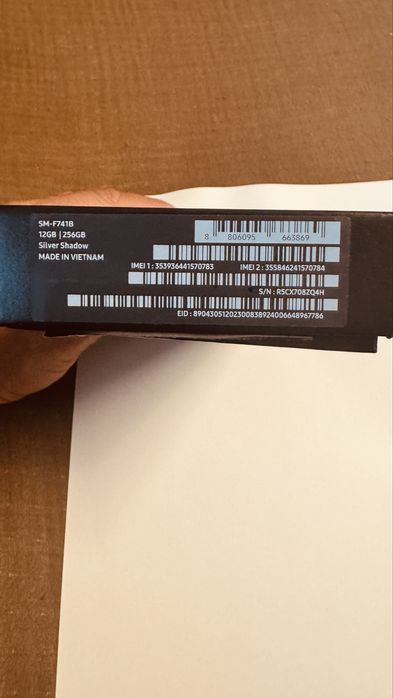 SM-F741B
12GB | 256GB
Silver Shadow
MADE IN VIETNAM
8 806095 663869
IMEI 1 : 353936441570783 IMEI 2 : 355846241570784
S/N : R5CX708ZQ4H
EID : 89043051202300838924006648967786